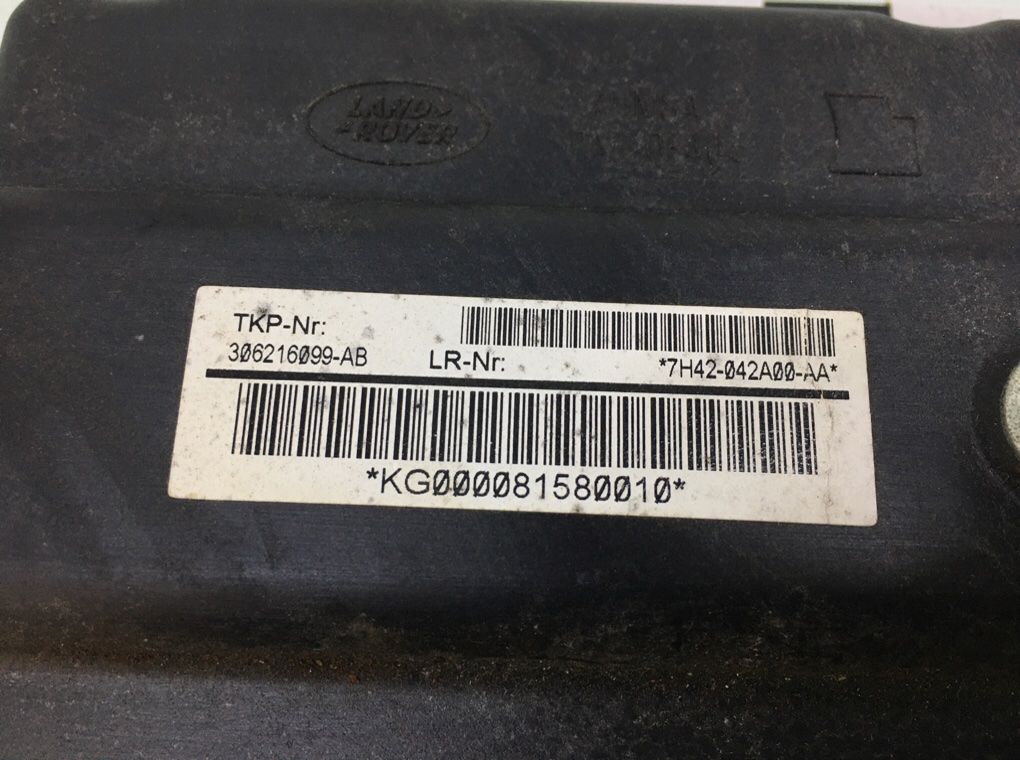 LAND-
-ROVER
TKP-Nr:
306216099-AB
LR-Nr:
*7H42-042A00-AA*
*KG000081580010*